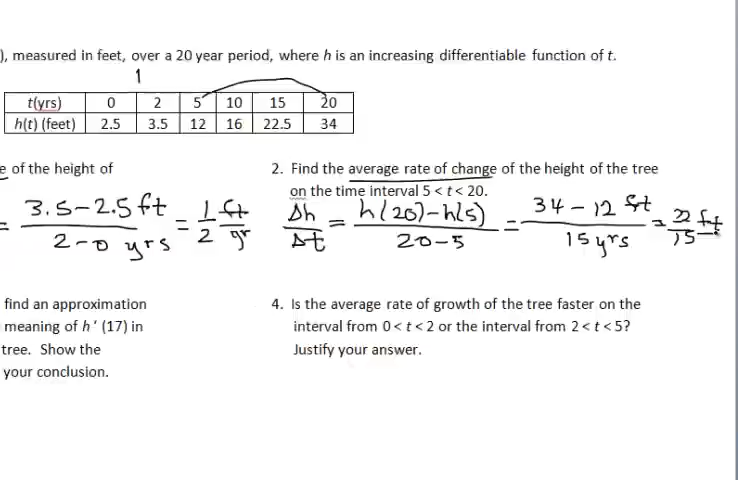 ), measured in feet, over a 20 year period, where h is an increasing differentiable function of t.
1
t(yrs) 0 2 5 10 15 20
h(t) (feet) 2.5 3.5 12 16 22.5 34
e of the height of
= 3.5-2.5 ft / 2-0 yrs = 1/2 ft/yr
2. Find the average rate of change of the height of the tree
on the time interval 5 < t < 20.
Δh/Δt = h(20)-h(5) / 20-5 = 34-12 ft / 15 yrs = 22/15 ft
find an approximation
meaning of h ' (17) in
tree. Show the
your conclusion.
4. Is the average rate of growth of the tree faster on the
interval from 0 < t < 2 or the interval from 2 < t < 5?
Justify your answer.